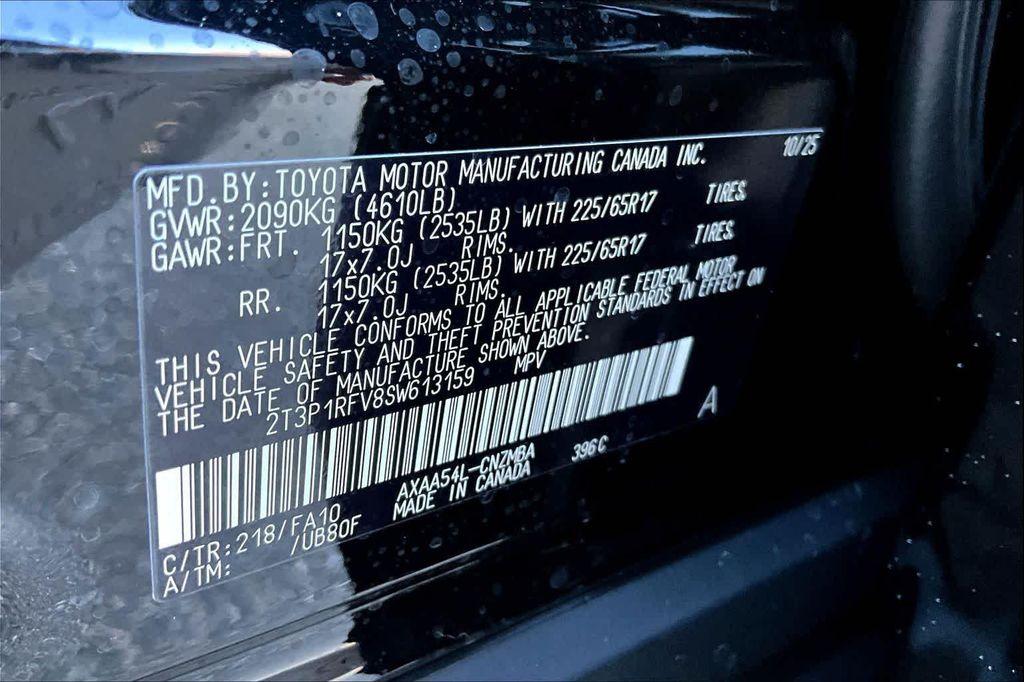 MFD.BY:TOYOTA MOTOR MANUFACTURING CANADA INC. 10/25
GVWR:2090KG (4610LB)
GAWR:FRT. 1150KG (2535LB) WITH 225/65R17 TIRES
17x7.0J RIMS.
RR. 1150KG (2535LB) WITH 225/65R17 TIRES
17x7.0J RIMS.
THIS VEHICLE CONFORMS TO ALL APPLICABLE FEDERAL MOTOR
VEHICLE SAFETY AND THEFT PREVENTION STANDARDS IN EFFECT ON
THE DATE OF MANUFACTURE SHOWN ABOVE.
2T3P1RFV8SW613159 MPV
A
C/TR:218/FA10 AXAA54L-CNZMBA 396C
A/TM: /UB80F MADE IN CANADA